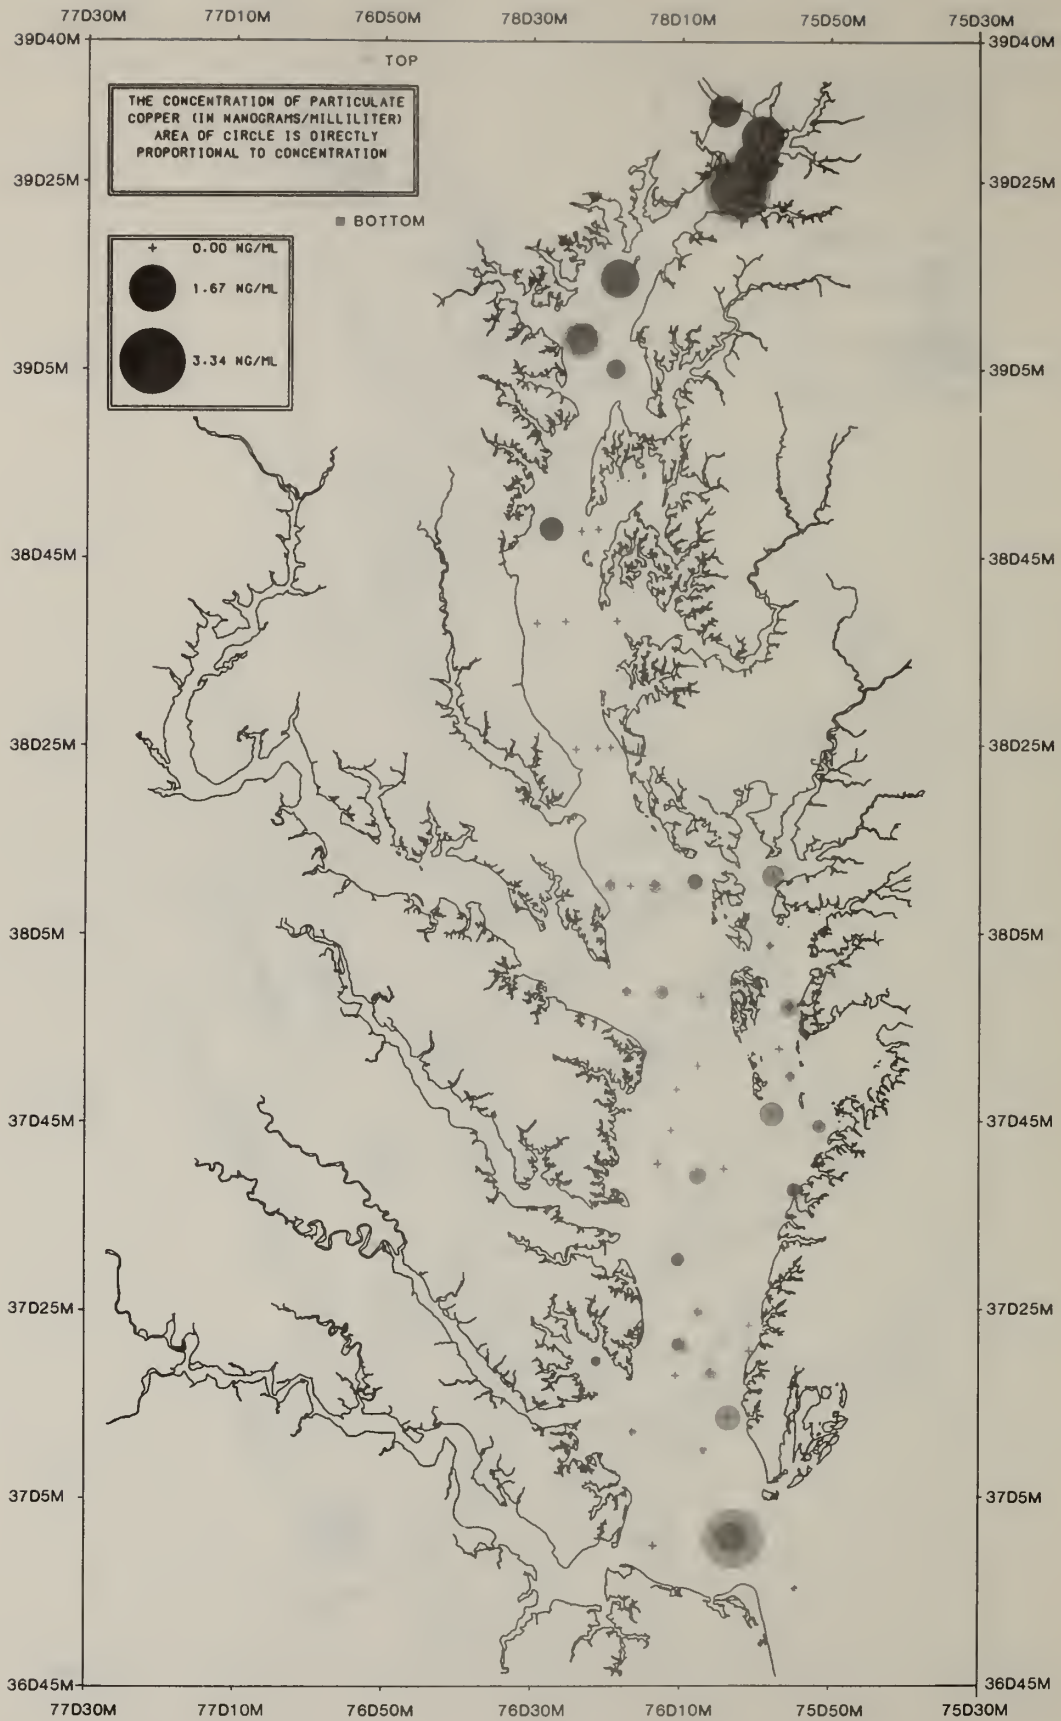 77D30M 77D10M 76D50M 78D30M 78D10M 75D50M 75D30M
39D40M 39D40M
TOP
THE CONCENTRATION OF PARTICULATE
COPPER (IN NANOGRAMS/MILLILITER)
AREA OF CIRCLE IS DIRECTLY
PROPORTIONAL TO CONCENTRATION
39D25M 39D25M
BOTTOM
0.00 NG/ML
1.67 NG/ML
3.34 NG/ML
39D5M 39D5M
38D45M 38D45M
38D25M 38D25M
38D5M 38D5M
37D45M 37D45M
37D25M 37D25M
37D5M 37D5M
36D45M 36D45M
77D30M 77D10M 76D50M 76D30M 76D10M 75D50M 75D30M